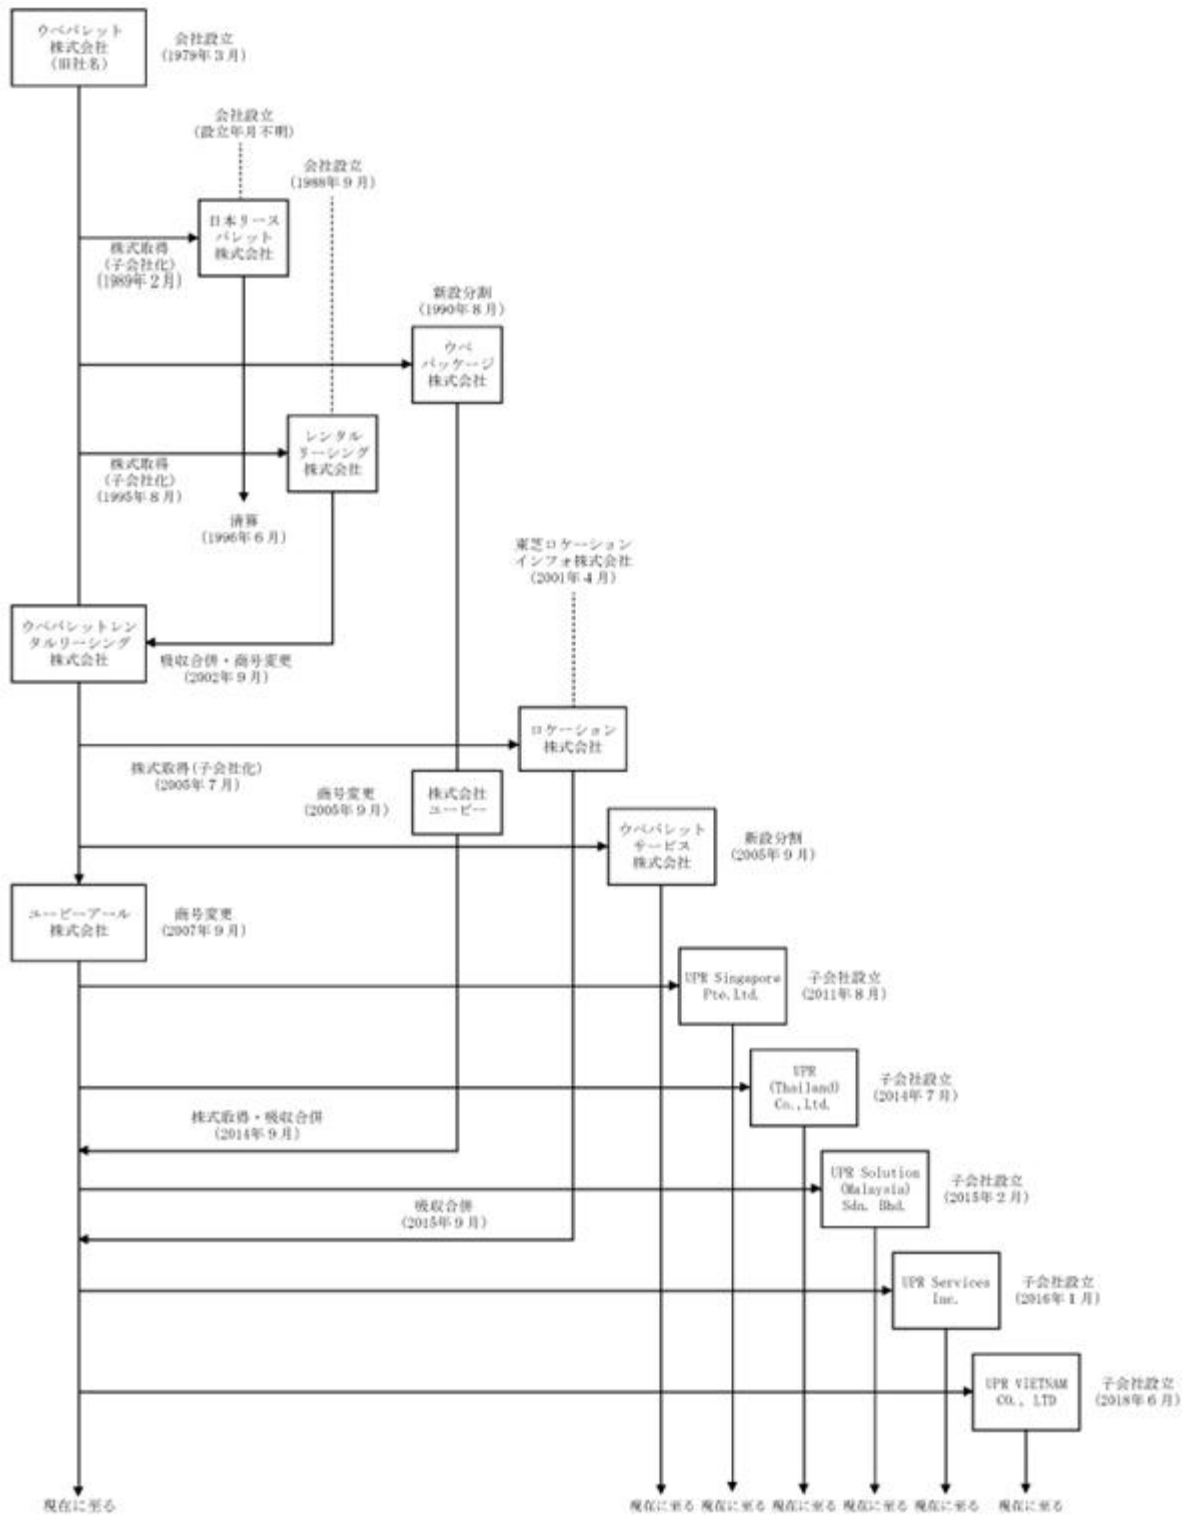 ウベパレット
株式会社
(旧社名)
会社設立
(1979年3月)
会社設立
(設立年月不明)
会社設立
(1988年9月)
日本リース
パレット
株式会社
株式取得
(子会社化)
(1989年2月)
新設分割
(1990年8月)
ウベ
パッケージ
株式会社
レンタル
リーシング
株式会社
株式取得
(子会社化)
(1995年8月)
清算
(1996年6月)
東芝ロケーション
インフォ株式会社
(2001年4月)
ウベパレットレン
タルリーシング
株式会社
吸収合併・商号変更
(2002年9月)
ロケーション
株式会社
株式取得(子会社化)
(2005年7月)
商号変更
(2005年9月)
株式会社
ユーピー
ウベパレット
サービス
株式会社
新設分割
(2005年9月)
ユーピーアール
株式会社
商号変更
(2007年9月)
UPR Singapore
Pte.Ltd.
子会社設立
(2011年8月)
UPR
(Thailand)
Co.,Ltd.
子会社設立
(2014年7月)
株式取得・吸収合併
(2014年9月)
UPR Solution
(Malaysia)
Sdn. Bhd.
子会社設立
(2015年2月)
吸収合併
(2015年9月)
UPR Services
Inc.
子会社設立
(2016年1月)
UPR VIETNAM
CO., LTD
子会社設立
(2018年6月)
現在に至る
現在に至る
現在に至る
現在に至る
現在に至る
現在に至る
現在に至る